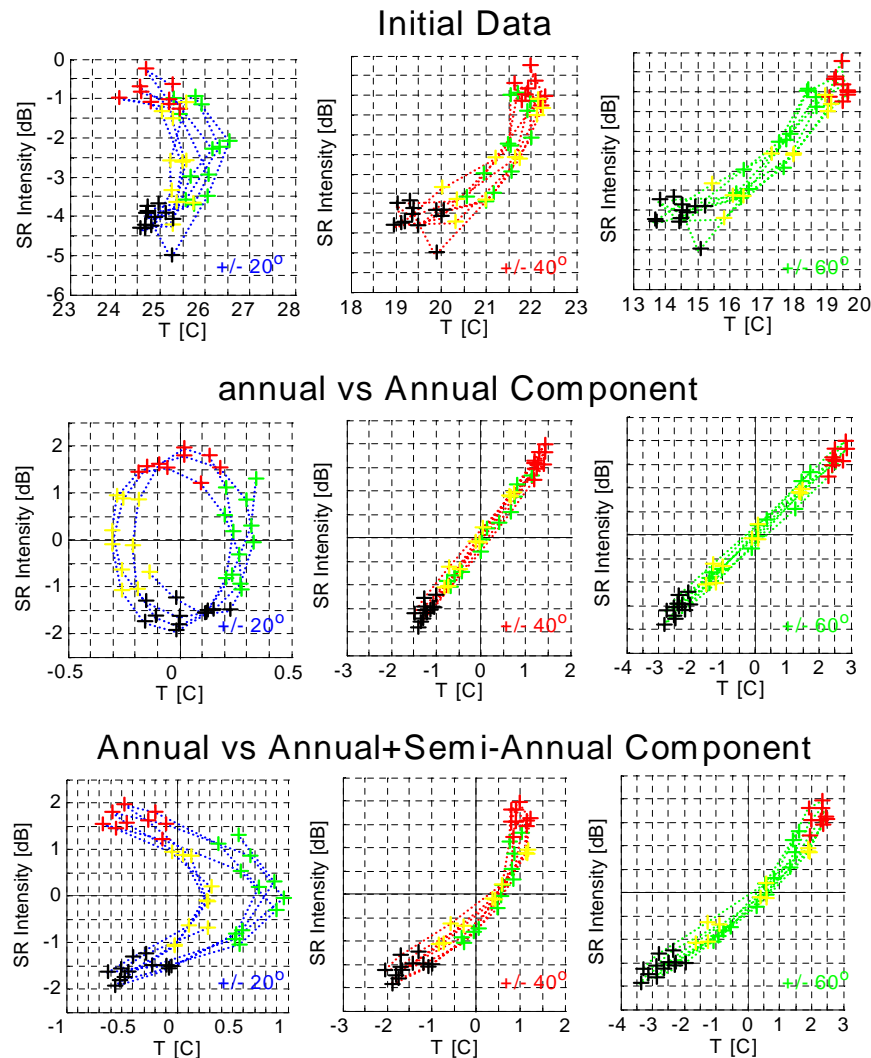 Initial Data
SR Intensity [dB]
0
-1
-2
-3
-4
-5
-6
+/- 20o
23 24 25 26 27 28
T [C]
SR Intensity [dB]
+/- 40o
18 19 20 21 22 23
T [C]
SR Intensity [dB]
+/- 60o
13 14 15 16 17 18 19 20
T [C]
annual vs Annual Component
SR Intensity [dB]
2
1
0
-1
-2
+/- 20o
-0.5 0 0.5
T [C]
SR Intensity [dB]
+/- 40o
-3 -2 -1 0 1 2
T [C]
SR Intensity [dB]
+/- 60o
-4 -3 -2 -1 0 1 2 3
T [C]
Annual vs Annual+Semi-Annual Component
SR Intensity [dB]
2
1
0
-1
-2
+/- 20o
-1 -0.5 0 0.5 1
T [C]
SR Intensity [dB]
+/- 40o
-3 -2 -1 0 1 2
T [C]
SR Intensity [dB]
+/- 60o
-4 -3 -2 -1 0 1 2 3
T [C]